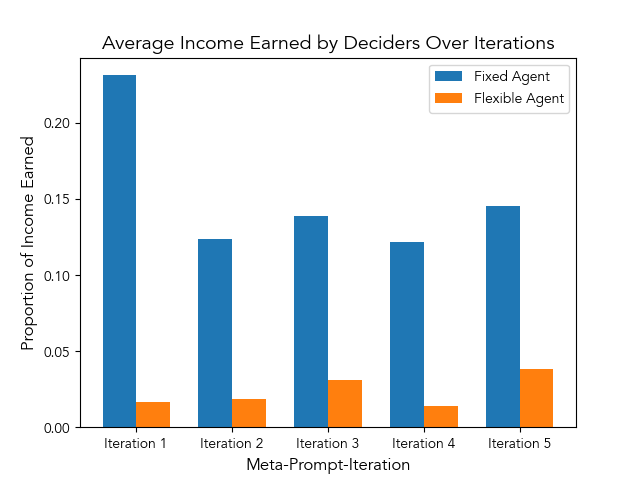 Average Income Earned by Deciders Over Iterations
Fixed Agent
Flexible Agent
Proportion of Income Earned
0.20
0.15
0.10
0.05
0.00
Iteration 1
Iteration 2
Iteration 3
Iteration 4
Iteration 5
Meta-Prompt-Iteration